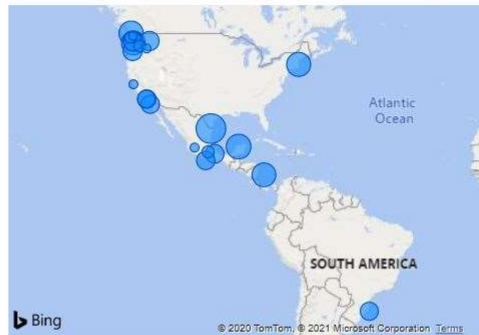 Atlantic
Ocean
SOUTH AMERICA
Bing
© 2020 TomTom, © 2021 Microsoft Corporation Terms